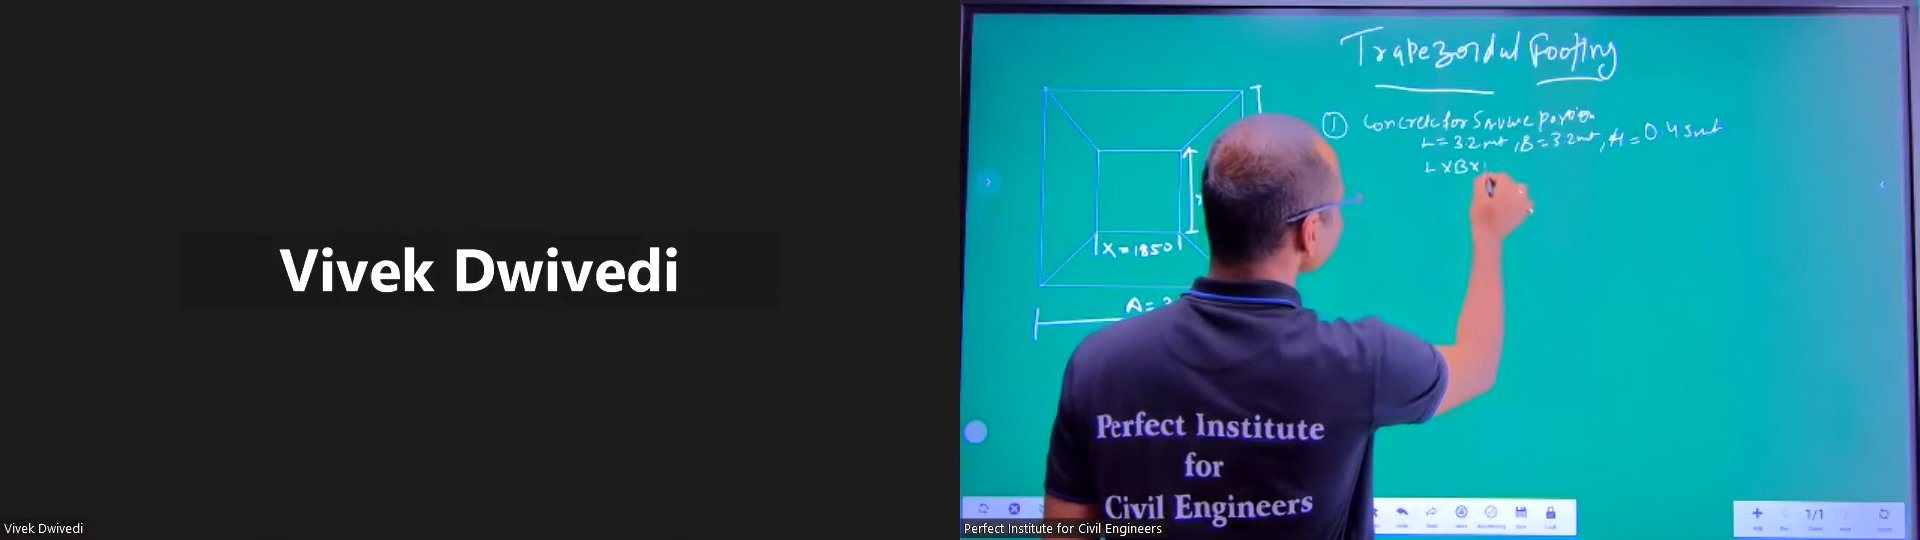 Vivek Dwivedi
Vivek Dwivedi
Trapezoidal Footing
① Concrete for Square portion
L = 3.2 mt, B = 3.2 mt, H = 0.45 mt
L x B x
X = 1850
A = 3
Perfect Institute
for
Civil Engineers
1/1
Perfect Institute for Civil Engineers